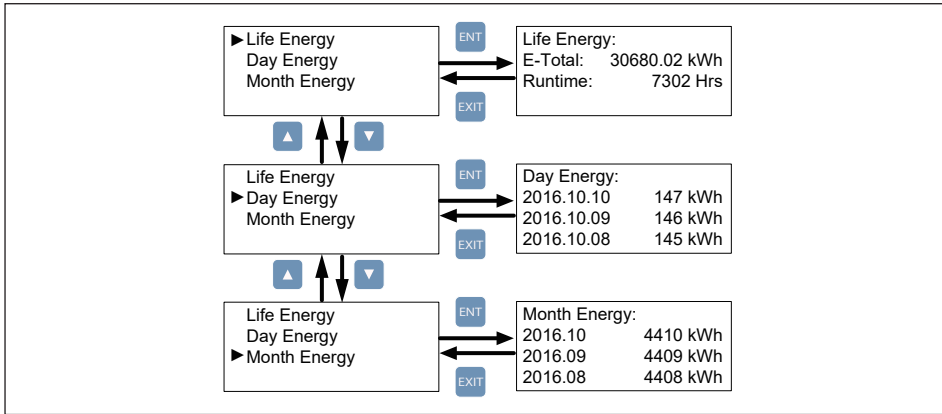 ►Life Energy
Day Energy
Month Energy
ENT
EXIT
Life Energy:
E-Total: 30680.02 kWh
Runtime: 7302 Hrs
▲ ▼
Life Energy
►Day Energy
Month Energy
ENT
EXIT
Day Energy:
2016.10.10 147 kWh
2016.10.09 146 kWh
2016.10.08 145 kWh
▲ ▼
Life Energy
Day Energy
►Month Energy
ENT
EXIT
Month Energy:
2016.10 4410 kWh
2016.09 4409 kWh
2016.08 4408 kWh